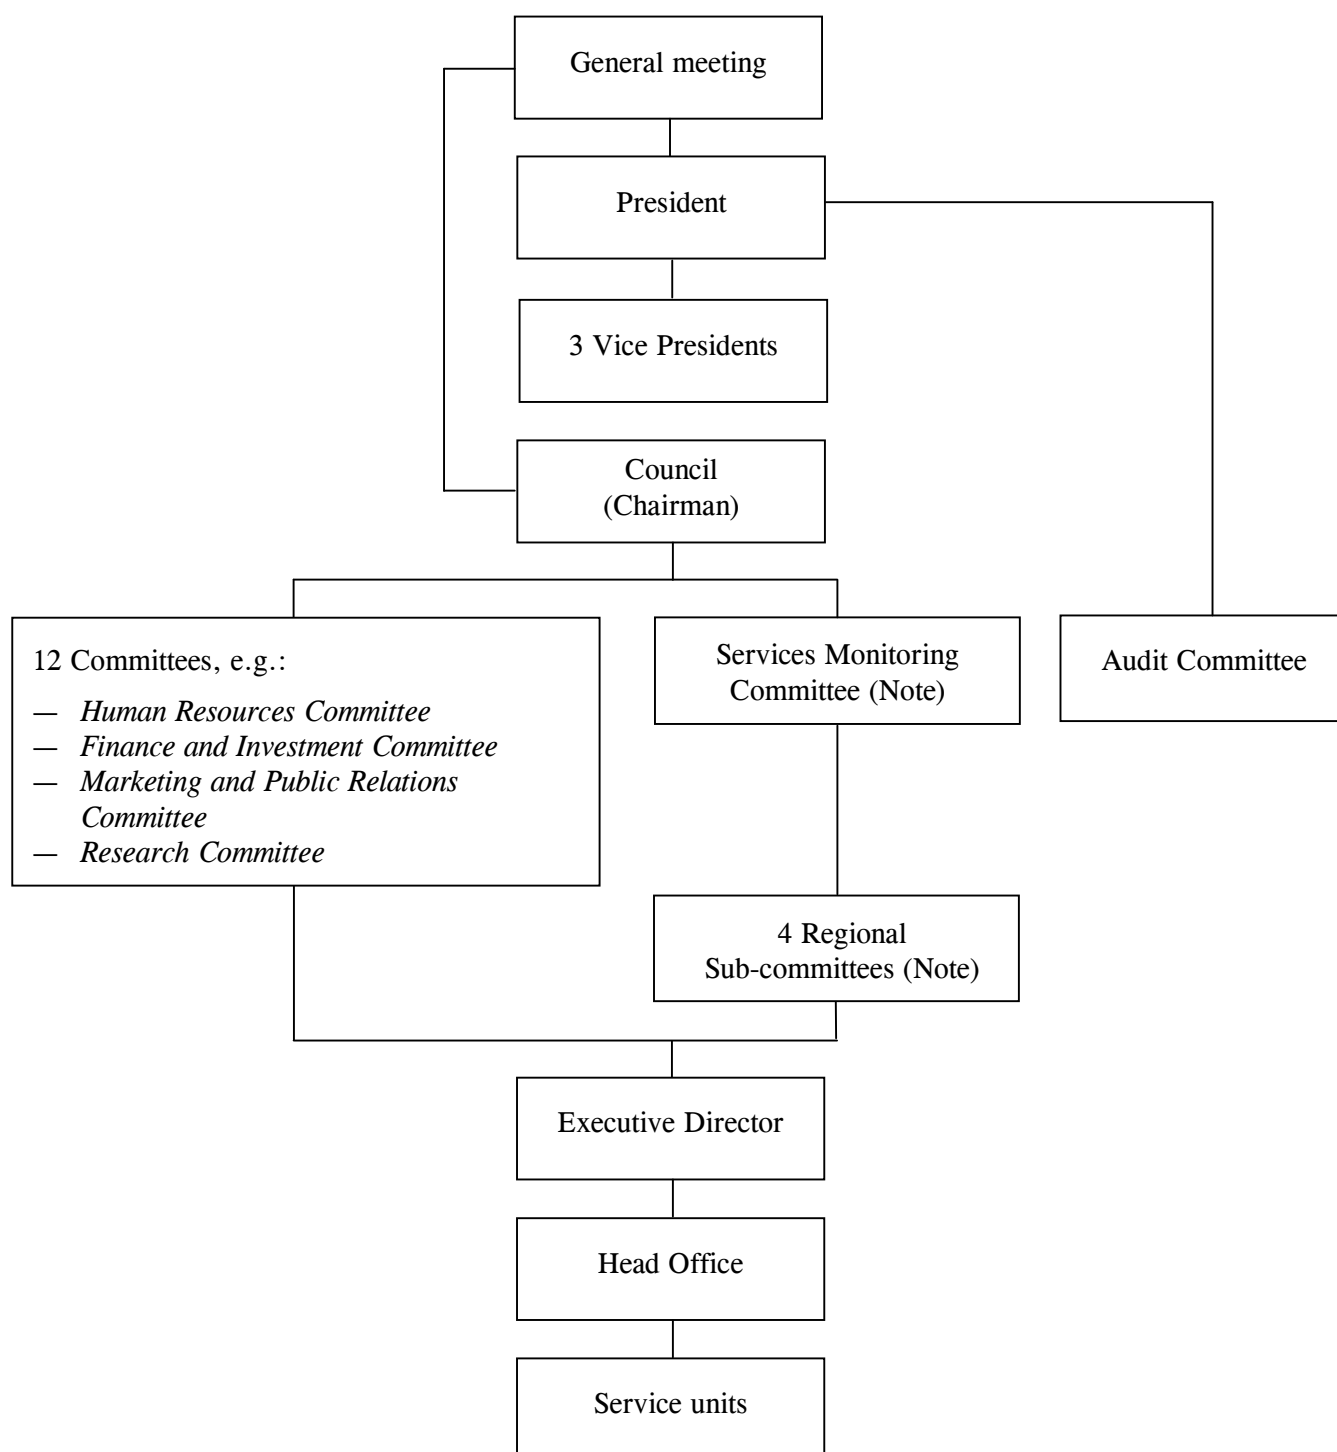 General meeting
President
3 Vice Presidents
Council
(Chairman)
12 Committees, e.g.:
— Human Resources Committee
— Finance and Investment Committee
— Marketing and Public Relations
Committee
— Research Committee
Services Monitoring
Committee (Note)
Audit Committee
4 Regional
Sub-committees (Note)
Executive Director
Head Office
Service units